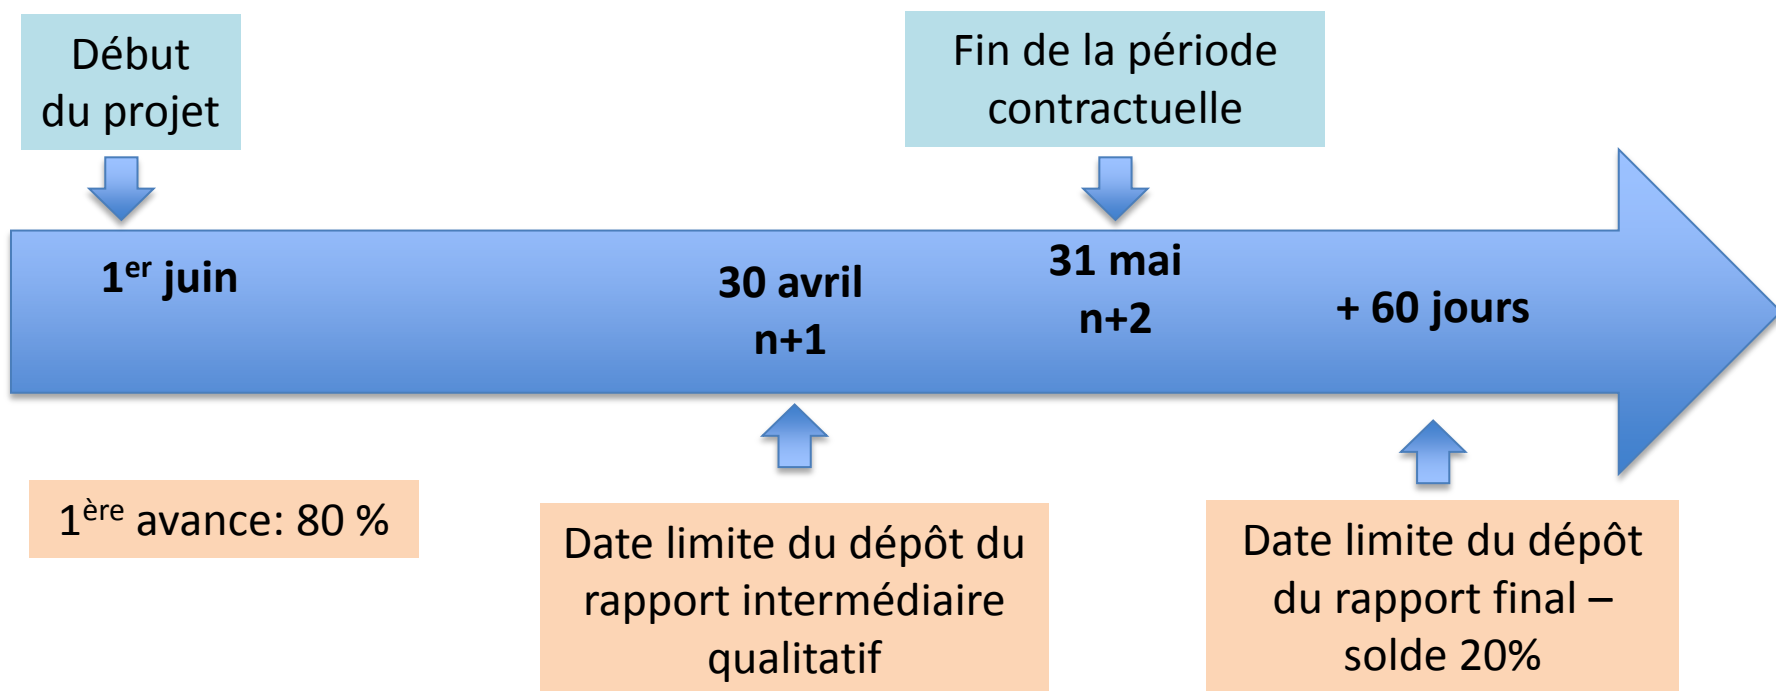 Début
du projet
Fin de la période
contractuelle
1er juin
30 avril
n+1
31 mai
n+2
+ 60 jours
1ère avance: 80 %
Date limite du dépôt du
rapport intermédiaire
qualitatif
Date limite du dépôt
du rapport final –
solde 20%